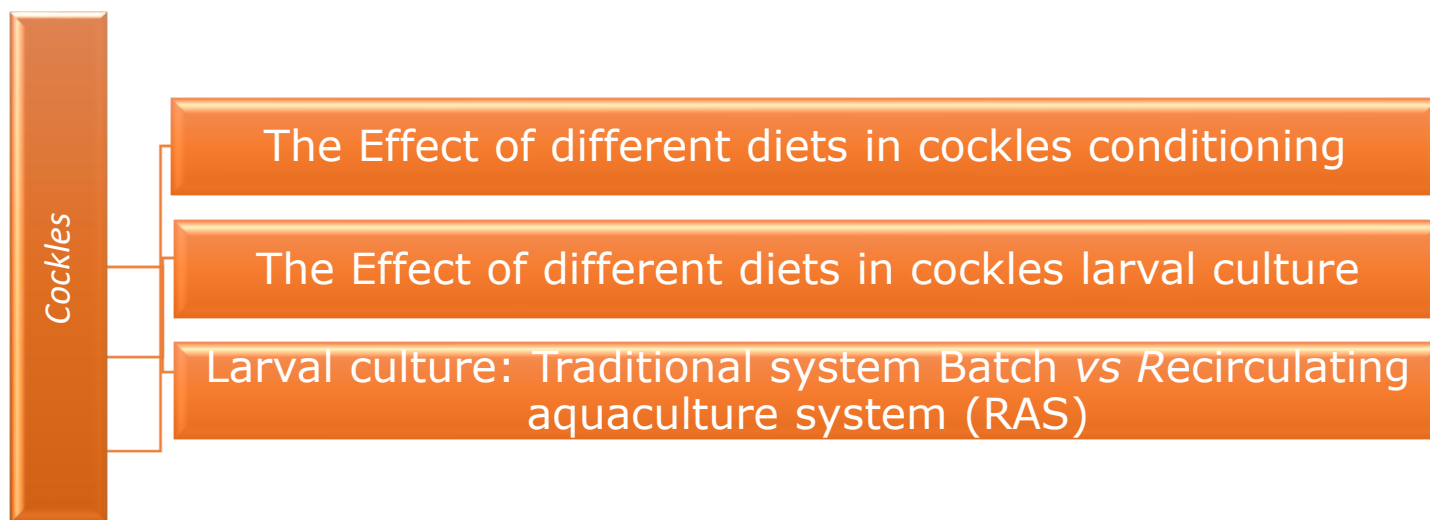 Cockles
The Effect of different diets in cockles conditioning
The Effect of different diets in cockles larval culture
Larval culture: Traditional system Batch vs Recirculating
aquaculture system (RAS)